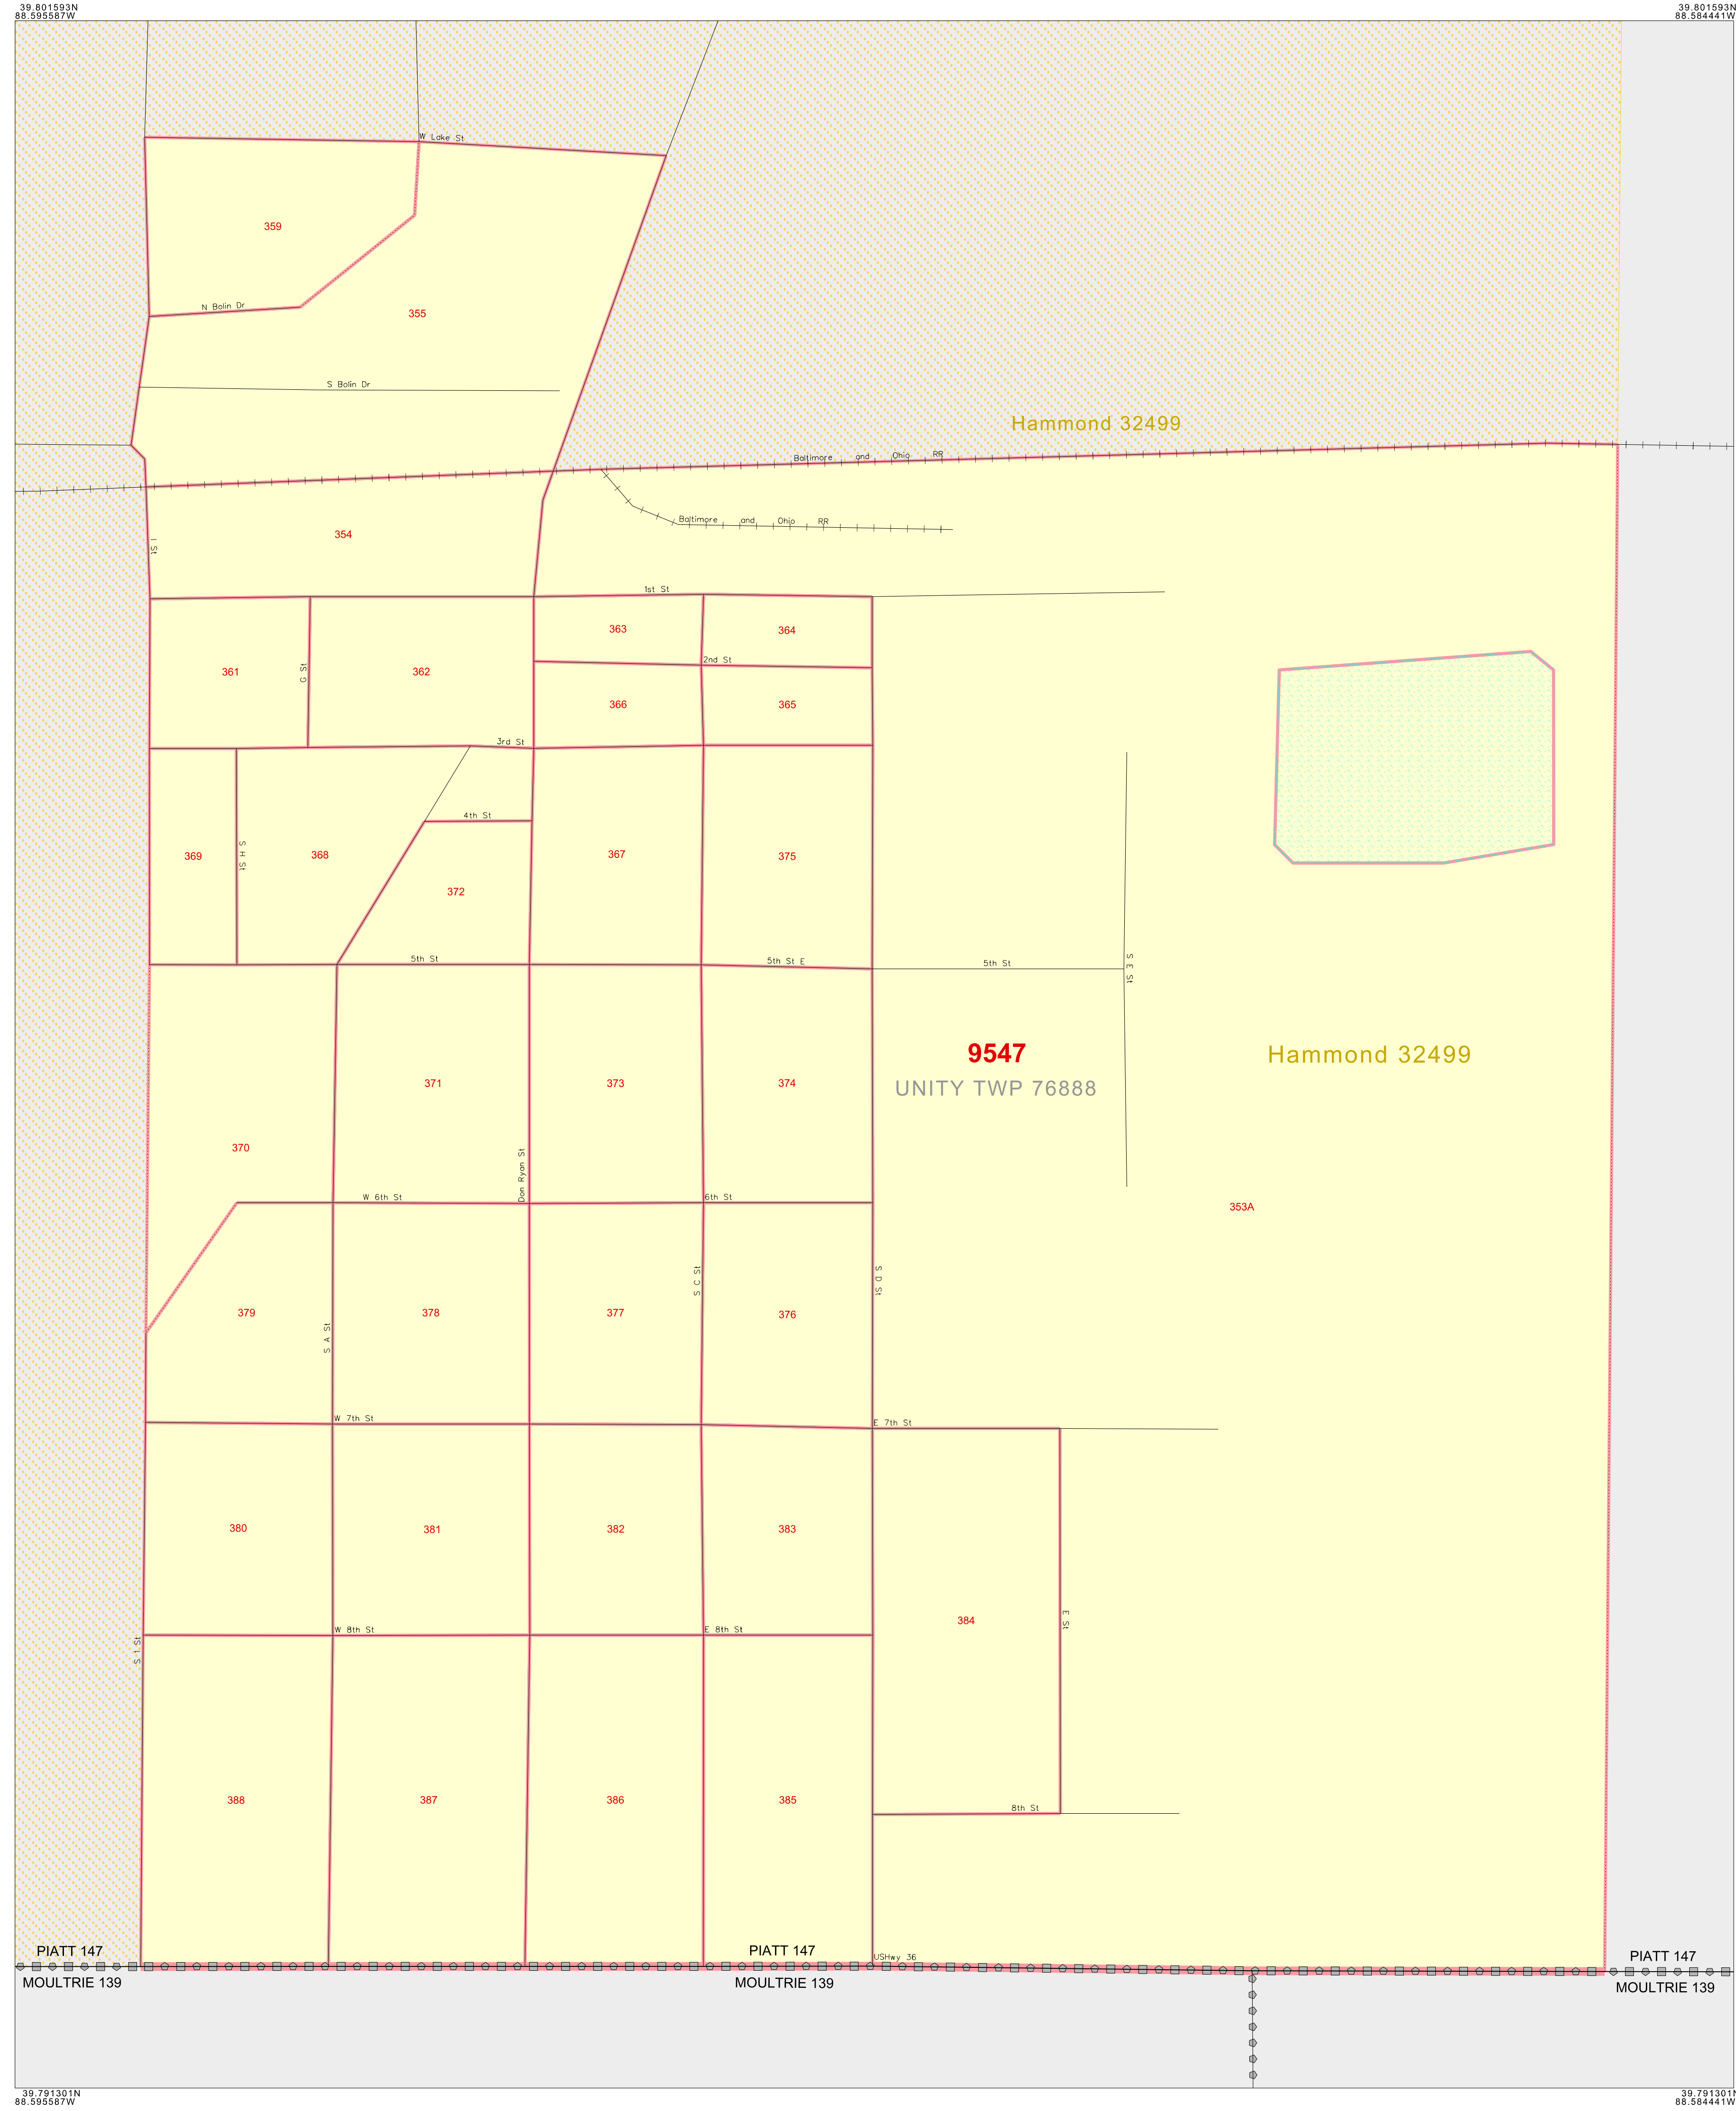 39.801593N
88.595587W
39.801593N
88.584441W
W Lake St
359
N Bolin Dr
355
S Bolin Dr
Hammond 32499
Baltimore and Ohio RR
Baltimore and Ohio RR
I St
354
1st St
363
364
2nd St
361
G St
362
366
365
3rd St
4th St
369
S H St
368
367
375
372
5th St
5th St E
5th St
S E St
9547
Hammond 32499
UNITY TWP 76888
371
373
374
370
Don Ryan St
W 6th St
6th St
353A
S C St
S D St
379
378
377
376
S A St
W 7th St
E 7th St
380
381
382
383
384
E St
W 8th St
E 8th St
S 1 St
388
387
386
385
8th St
USHwy 36
PIATT 147
PIATT 147
PIATT 147
MOULTRIE 139
MOULTRIE 139
MOULTRIE 139
39.791301N
88.595587W
39.791301N
88.584441W